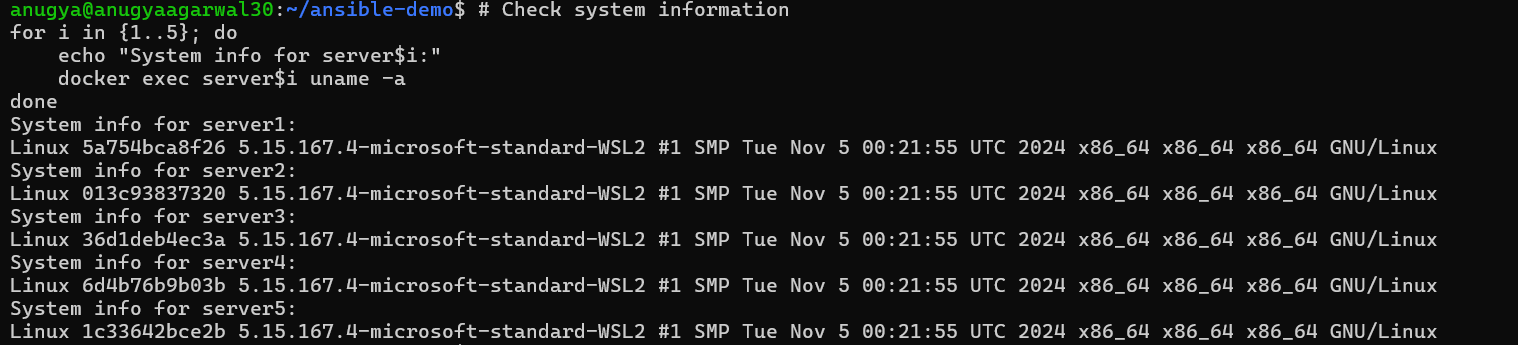 anugya@anugyaagarwal30:~/ansible-demo$ # Check system information
for i in {1..5}; do
    echo "System info for server$i:"
    docker exec server$i uname -a
done
System info for server1:
Linux 5a754bca8f26 5.15.167.4-microsoft-standard-WSL2 #1 SMP Tue Nov 5 00:21:55 UTC 2024 x86_64 x86_64 x86_64 GNU/Linux
System info for server2:
Linux 013c93837320 5.15.167.4-microsoft-standard-WSL2 #1 SMP Tue Nov 5 00:21:55 UTC 2024 x86_64 x86_64 x86_64 GNU/Linux
System info for server3:
Linux 36d1deb4ec3a 5.15.167.4-microsoft-standard-WSL2 #1 SMP Tue Nov 5 00:21:55 UTC 2024 x86_64 x86_64 x86_64 GNU/Linux
System info for server4:
Linux 6d4b76b9b03b 5.15.167.4-microsoft-standard-WSL2 #1 SMP Tue Nov 5 00:21:55 UTC 2024 x86_64 x86_64 x86_64 GNU/Linux
System info for server5:
Linux 1c33642bce2b 5.15.167.4-microsoft-standard-WSL2 #1 SMP Tue Nov 5 00:21:55 UTC 2024 x86_64 x86_64 x86_64 GNU/Linux